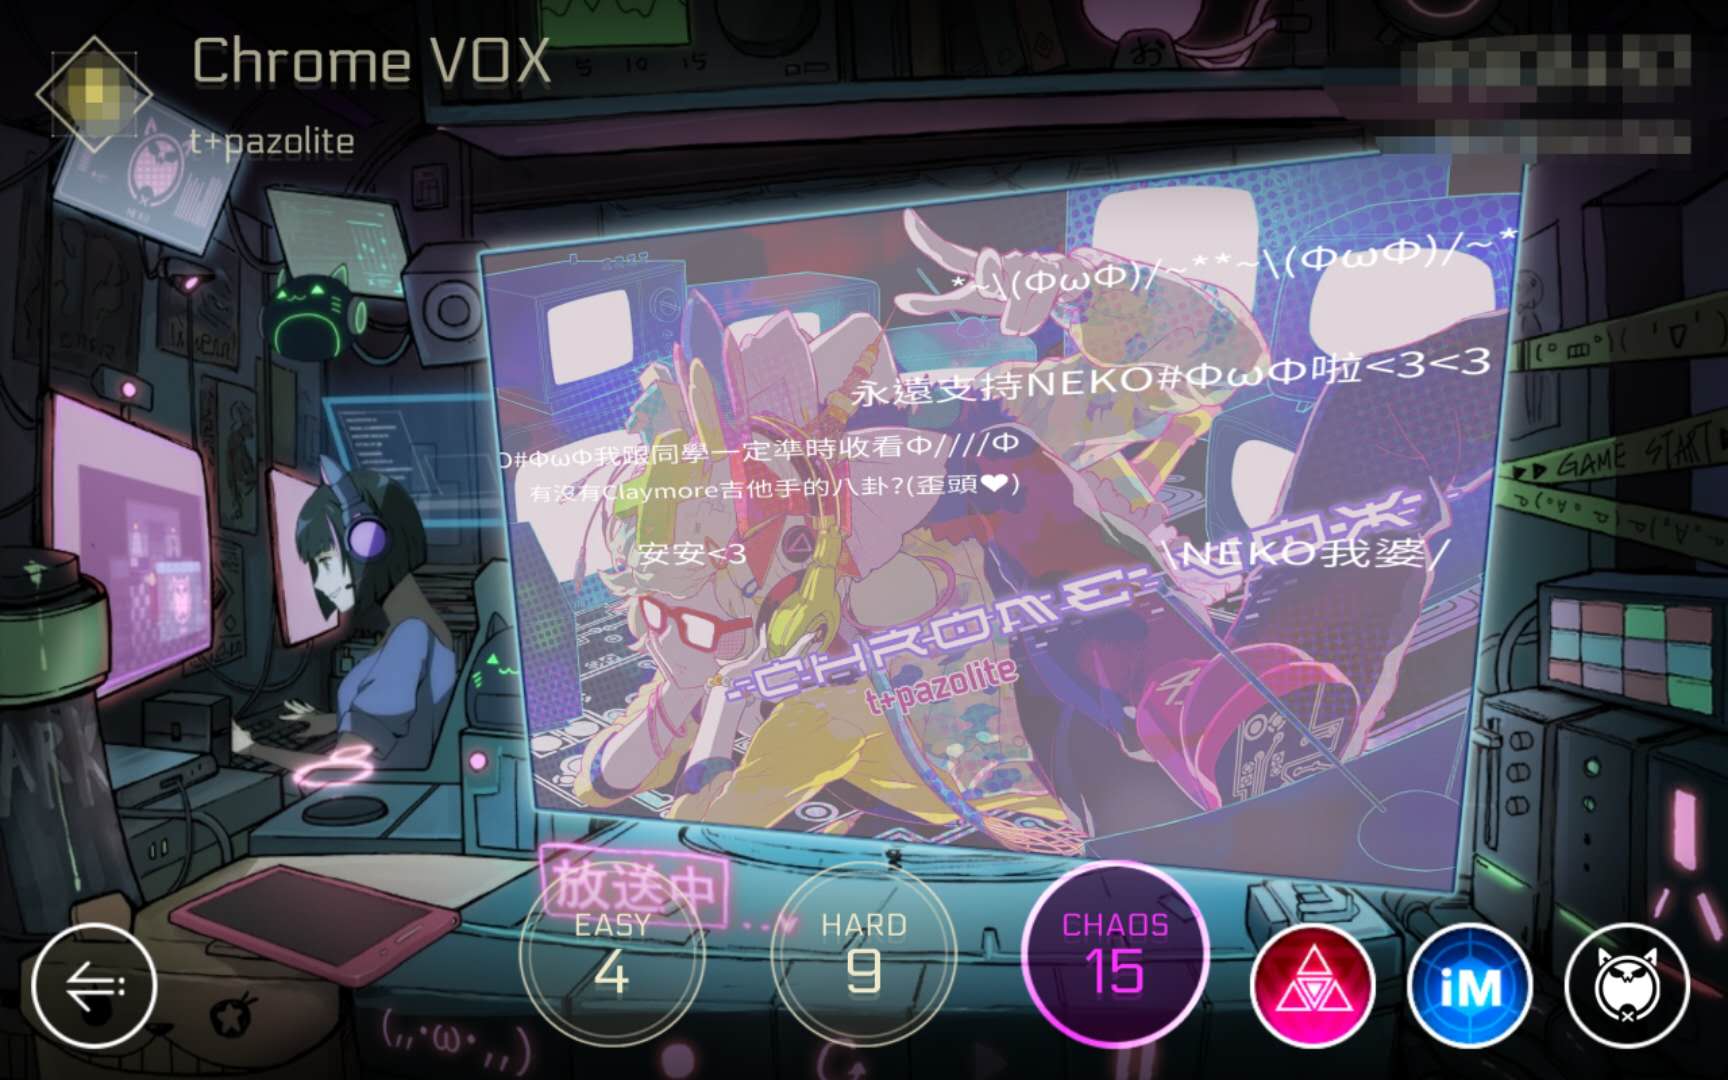 Chrome VOX
t+pazolite
5 10 15
お
*~\(ΦωΦ)/~**~\(ΦωΦ)/~*
永遠支持NEKO#ΦωΦ啦<3<3
O#ΦωΦ我跟同學一定準時收看Φ////Φ
有沒有Claymore吉他手的八卦?(歪頭❤)
安安<3
\NEKO我婆/
GAME START
CHROME VOX
t+pazolite
放送中
EASY
4
HARD
9
CHAOS
15
iM
(,,・ω・,,)